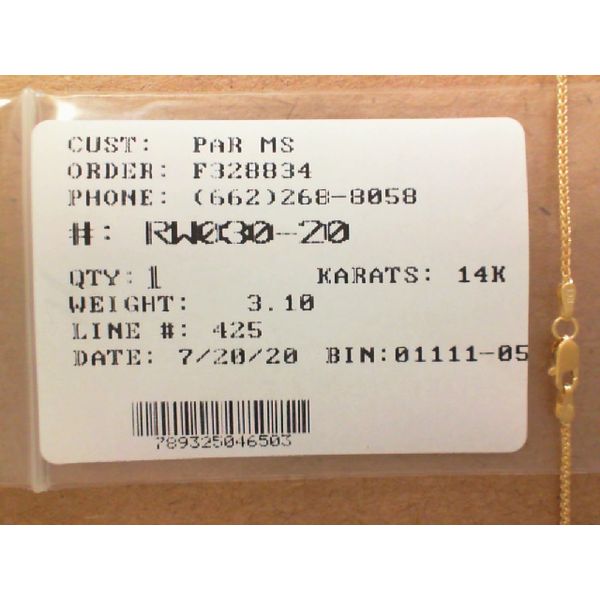 CUST: PAR MS
ORDER: F328834
PHONE: (662)268-8058
#: RW030-20
QTY: 1 KARATS: 14K
WEIGHT: 3.10
LINE #: 425
DATE: 7/20/20 BIN:01111-05
789325046503